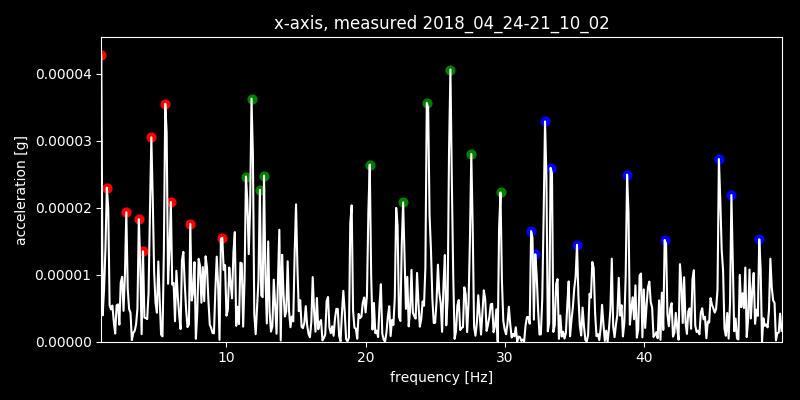 x-axis, measured 2018_04_24-21_10_02
acceleration [g]
0.00004
0.00003
0.00002
0.00001
0.00000
10 20 30 40
frequency [Hz]